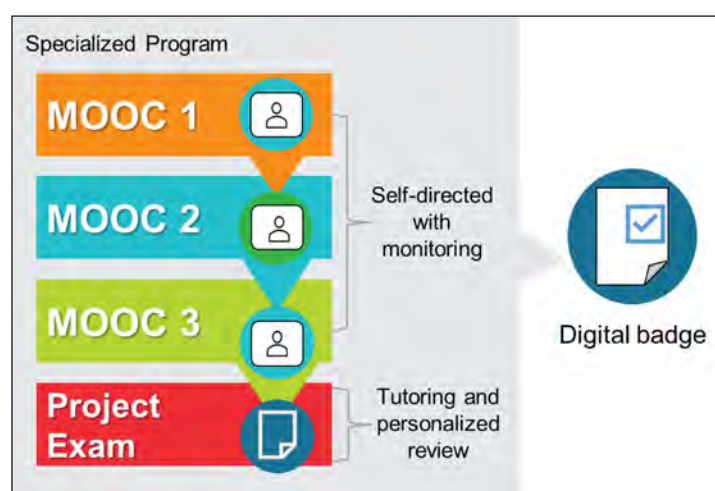 Specialized Program
MOOC 1
MOOC 2
MOOC 3
Project
Exam
Self-directed
with
monitoring
Tutoring and
personalized
review
Digital badge